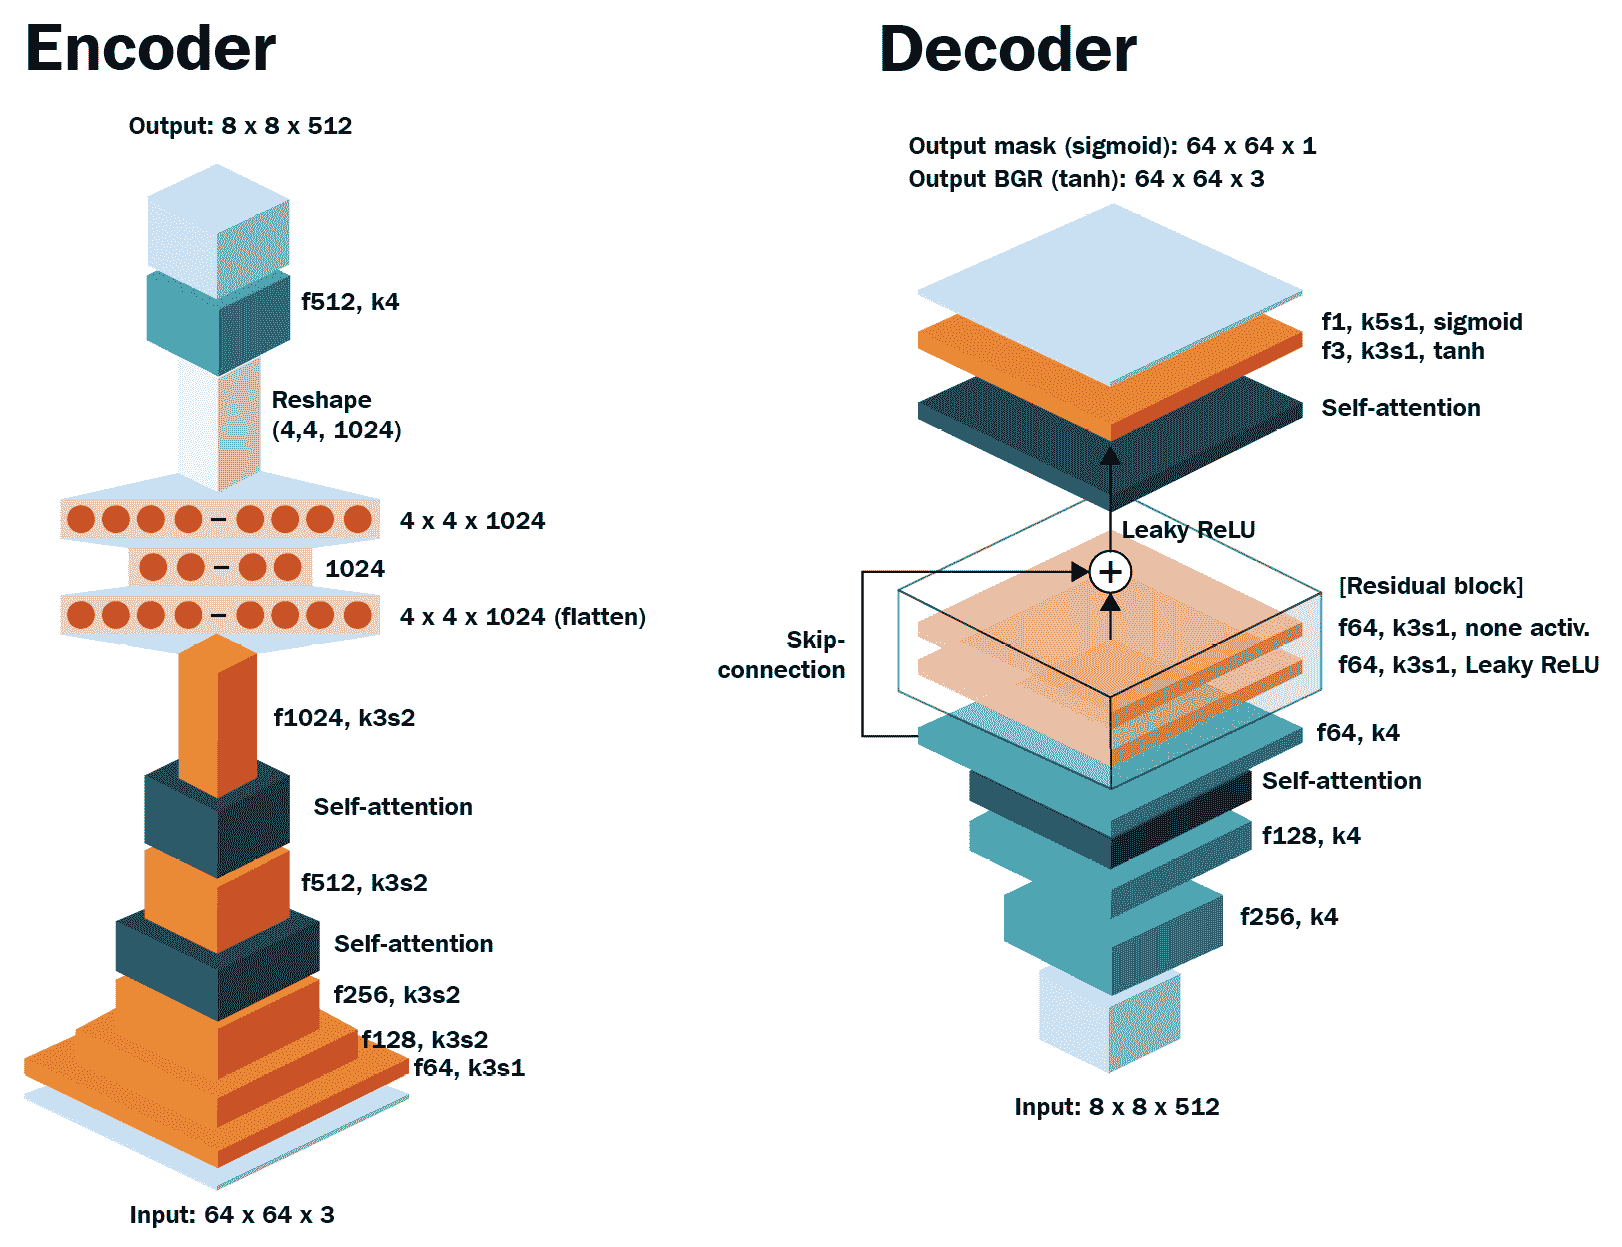 Encoder
Output: 8 x 8 x 512
f512, k4
Reshape
(4,4, 1024)
4 x 4 x 1024
1024
4 x 4 x 1024 (flatten)
f1024, k3s2
Self-attention
f512, k3s2
Self-attention
f256, k3s2
f128, k3s2
f64, k3s1
Input: 64 x 64 x 3
Decoder
Output mask (sigmoid): 64 x 64 x 1
Output BGR (tanh): 64 x 64 x 3
f1, k5s1, sigmoid
f3, k3s1, tanh
Self-attention
Leaky ReLU
[Residual block]
f64, k3s1, none activ.
f64, k3s1, Leaky ReLU
Skip-
connection
f64, k4
Self-attention
f128, k4
f256, k4
Input: 8 x 8 x 512